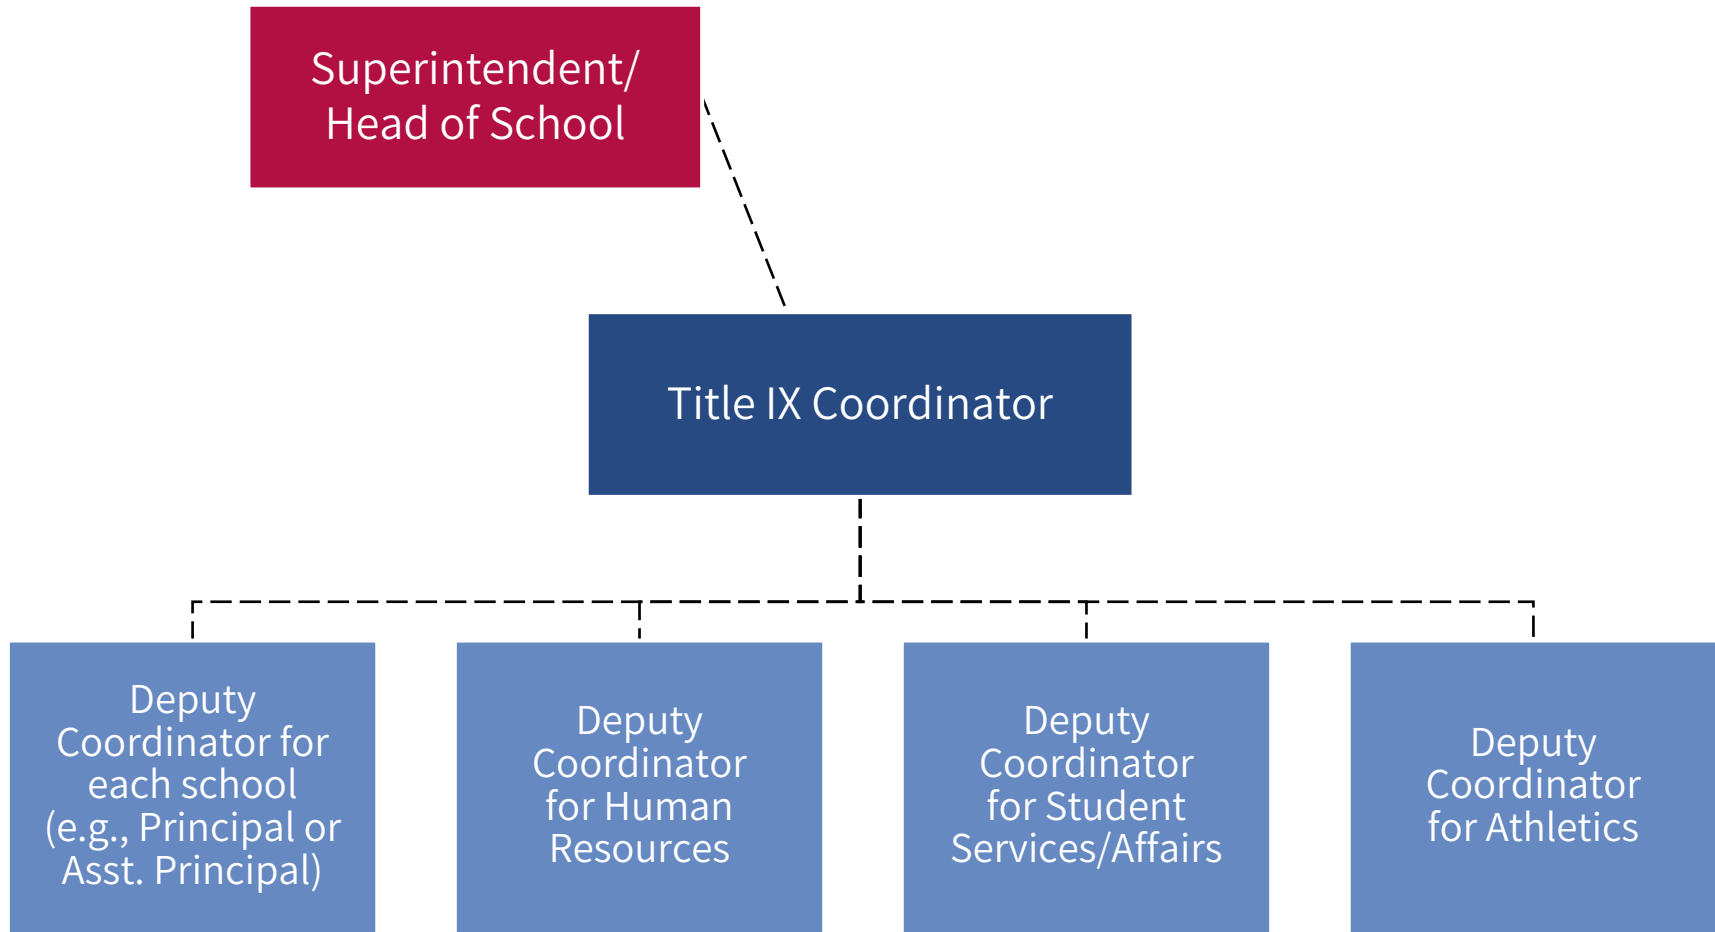 Superintendent/
Head of School
Title IX Coordinator
Deputy
Coordinator for
each school
(e.g., Principal or
Asst. Principal)
Deputy
Coordinator
for Human
Resources
Deputy
Coordinator
for Student
Services/Affairs
Deputy
Coordinator
for Athletics